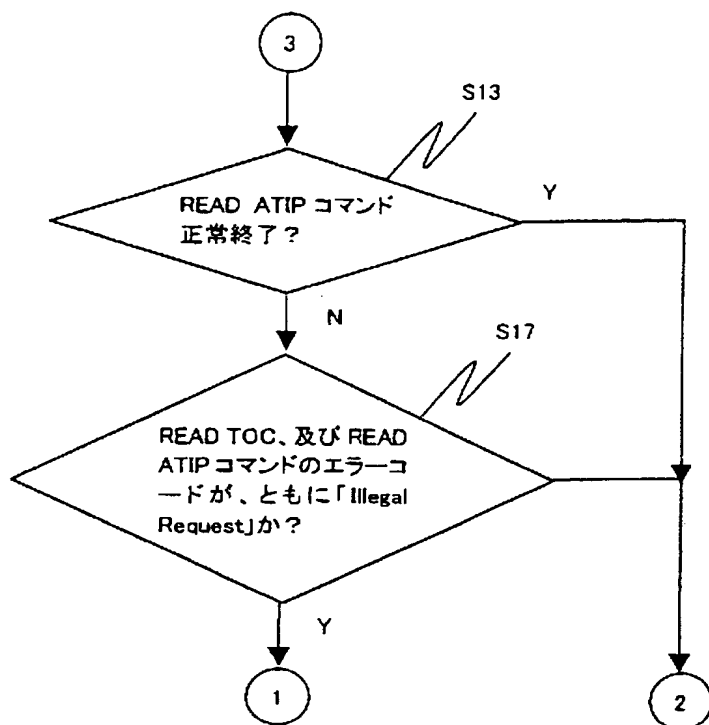 3
S13
READ ATIP コマンド
正常終了?
Y
N
S17
READ TOC、及び READ
ATIP コマンドのエラーコ
ードが、ともに「Illegal
Request」か?
Y
1
2